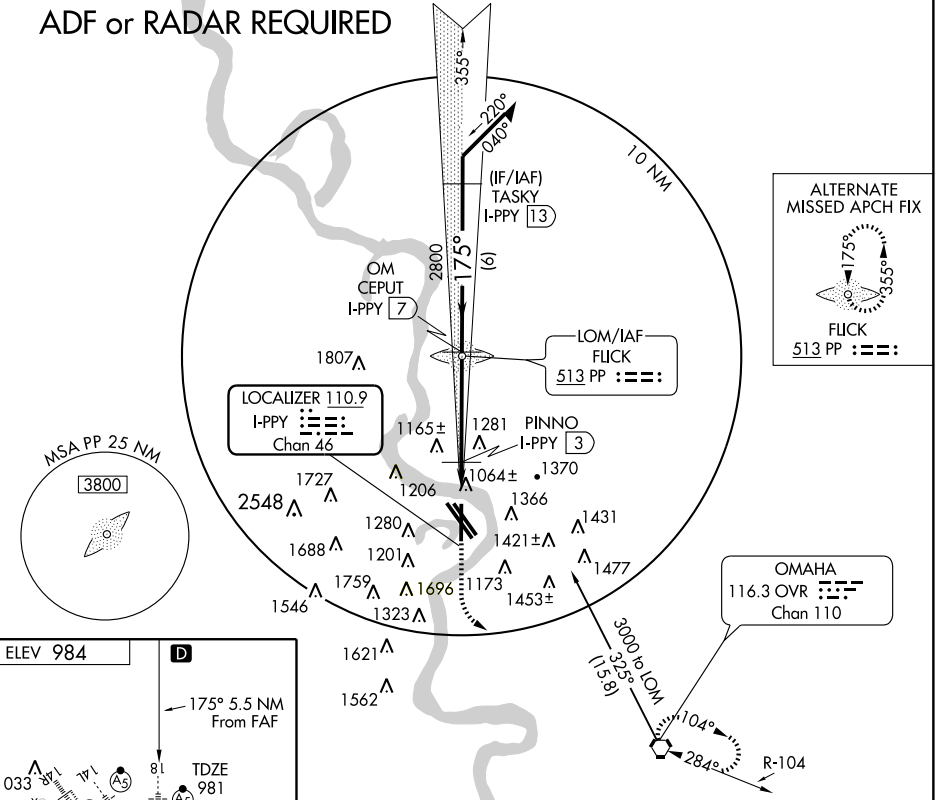 ADF or RADAR REQUIRED
355°
220°
040°
10 NM
(IF/IAF)
TASKY
I-PPY 13
2800
175°
(6)
OM
CEPUT
I-PPY 7
ALTERNATE
MISSED APCH FIX
175°
355°
FLICK
513 PP
LOM/IAF
FLICK
513 PP
1807
LOCALIZER 110.9
I-PPY
Chan 46
1165±
1281
PINNO
I-PPY 3
MSA PP 25 NM
3800
1727
1206
1064±
1370
2548
1366
1280
1421±
1431
1688
1201
1477
1759
1696
1173
1453±
1546
1323
OMAHA
116.3 OVR
Chan 110
1621
3000 to LOM
325°
(15.8)
1562
104°
284°
R-104
ELEV 984
D
175° 5.5 NM
From FAF
033
14R
14L
A5
18
TDZE
981
A5